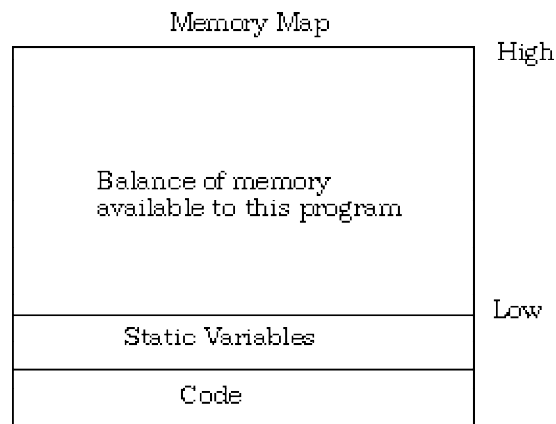 Memory Map
High
Balance of memory
available to this program
Low
Static Variables
Code